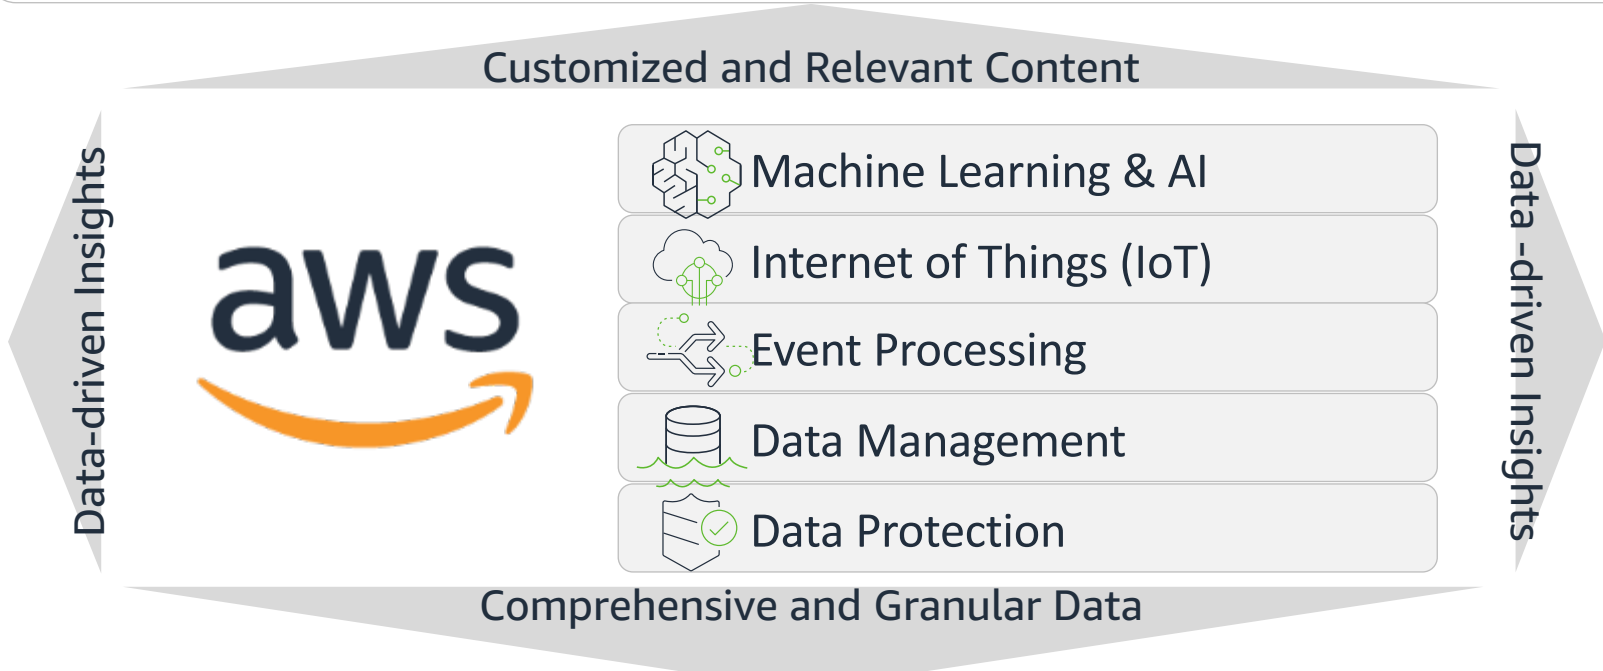 Customized and Relevant Content
Data-driven Insights
aws
Machine Learning & AI
Internet of Things (IoT)
Event Processing
Data Management
Data Protection
Data -driven Insights
Comprehensive and Granular Data